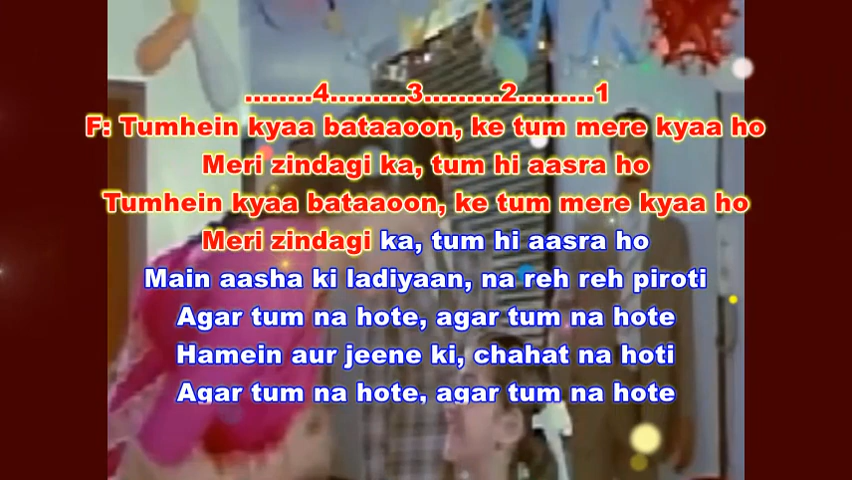 ........4.........3.........2.........1
F: Tumhein kyaa bataaoon, ke tum mere kyaa ho
Meri zindagi ka, tum hi aasra ho
Tumhein kyaa bataaoon, ke tum mere kyaa ho
Meri zindagi ka, tum hi aasra ho
Main aasha ki ladiyaan, na reh reh piroti
Agar tum na hote, agar tum na hote
Hamein aur jeene ki, chahat na hoti
Agar tum na hote, agar tum na hote